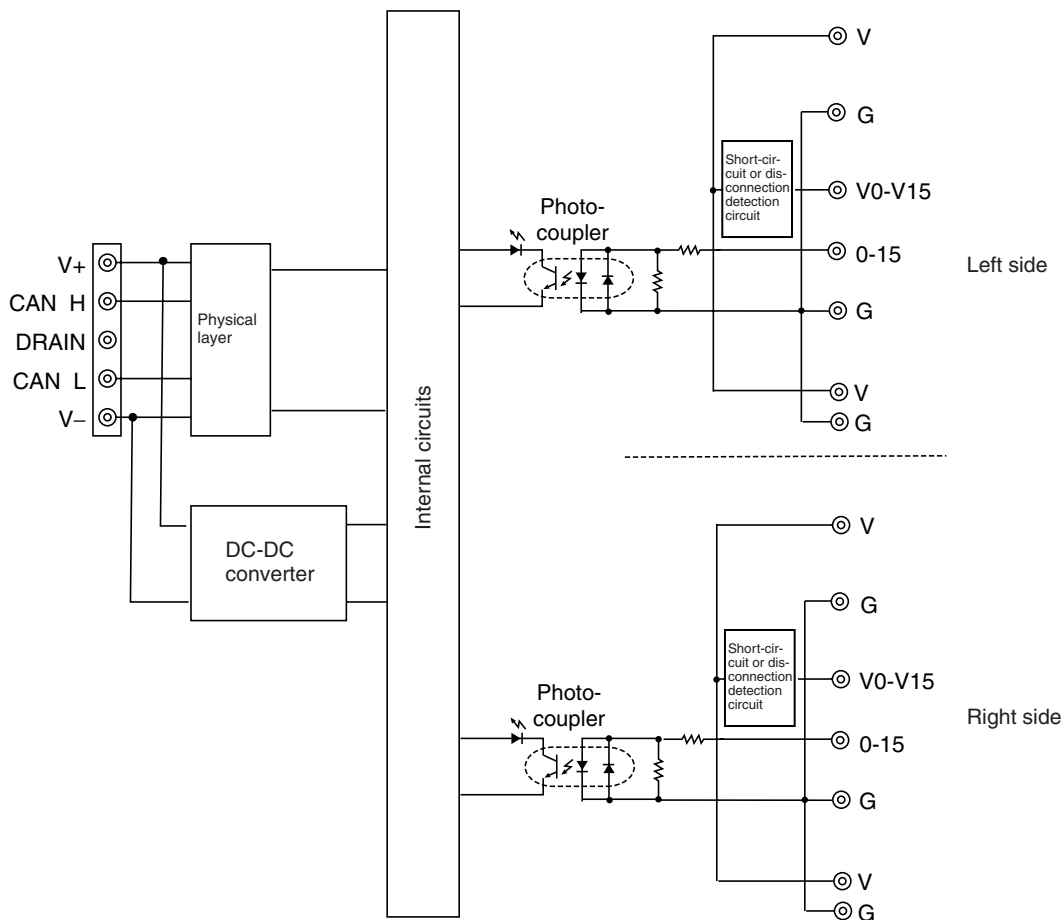 V+
CAN H
DRAIN
CAN L
V–
Physical
layer
DC-DC
converter
Internal circuits
Photo-
coupler
V
G
Short-cir-
cuit or dis-
connection
detection
circuit
V0-V15
0-15
G
V
G
Left side
Photo-
coupler
V
G
Short-cir-
cuit or dis-
connection
detection
circuit
V0-V15
0-15
G
V
G
Right side